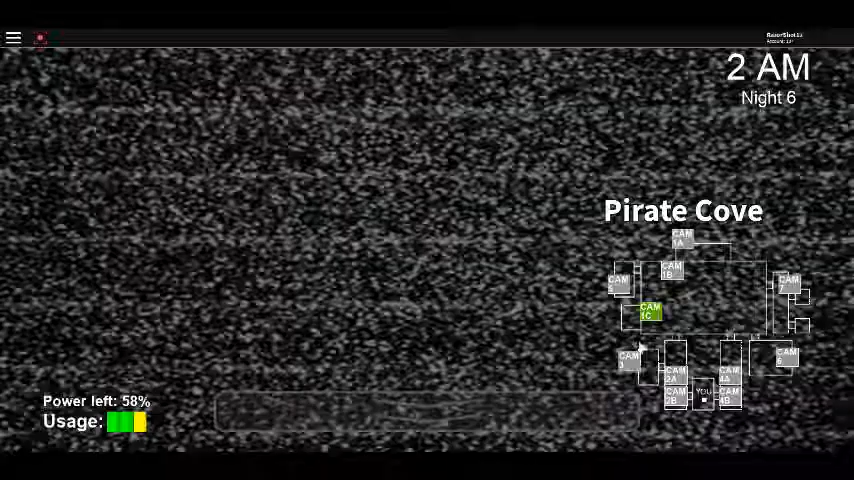 RazorShot11
2 AM
Night 6
Pirate Cove
CAM 1A
CAM 1B
CAM 5
CAM 7
CAM 1C
CAM 3
CAM 6
CAM 2A
CAM 4A
CAM 2B
YOU
CAM 4B
Power left: 58%
Usage: